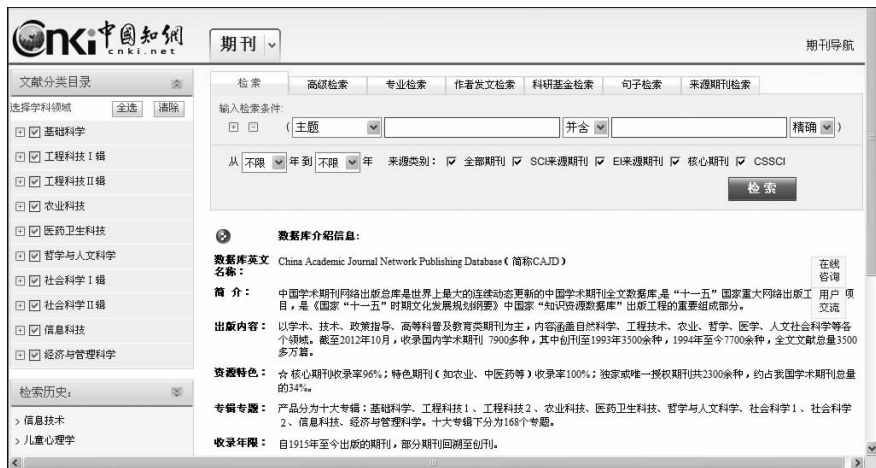 Cnki中国知网
cnki.net
期刊
期刊导航
文献分类目录
选择学科领域 全选 清除
基础科学
工程科技Ⅰ辑
工程科技Ⅱ辑
农业科技
医药卫生科技
哲学与人文科学
社会科学Ⅰ辑
社会科学Ⅱ辑
信息科技
经济与管理科学
检索历史:
> 信息技术
> 儿童心理学
检索 高级检索 专业检索 作者发文检索 科研基金检索 句子检索 来源期刊检索
输入检索条件:
( 主题 并含 精确 )
从 不限 年 到 不限 年 来源类别: 全部期刊 SCI来源期刊 EI来源期刊 核心期刊 CSSCI
检索
数据库介绍信息:
数据库英文名称: China Academic Journal Network Publishing Database(简称CAJD)
简 介: 中国学术期刊网络出版总库是世界上最大的连续动态更新的中国学术期刊全文数据库,是“十一五”国家重大网络出版工 项
目,是《国家“十一五”时期文化发展规划纲要》中国家“知识资源数据库”出版工程的重要组成部分。
出版内容: 以学术、技术、政策指导、高等科普及教育类期刊为主,内容涵盖自然科学、工程技术、农业、哲学、医学、人文社会科学等各
个领域。截至2012年10月,收录国内学术期刊 7900多种,其中创刊至1993年3500余种,1994年至今7700余种,全文文献总量3500
多万篇。
资源特色: ☆核心期刊收录率96%;特色期刊(如农业、中医药等)收录率100%;独家或唯一授权期刊共2300余种,约占我国学术期刊总量
的34%。
专辑专题: 产品分为十大专辑:基础科学、工程科技1、工程科技2、农业科技、医药卫生科技、哲学与人文科学、社会科学1、社会科学
2、信息科技、经济与管理科学。十大专辑下分为168个专题。
收录年限: 自1915年至今出版的期刊,部分期刊回溯至创刊。
在线
咨询
用户
交流